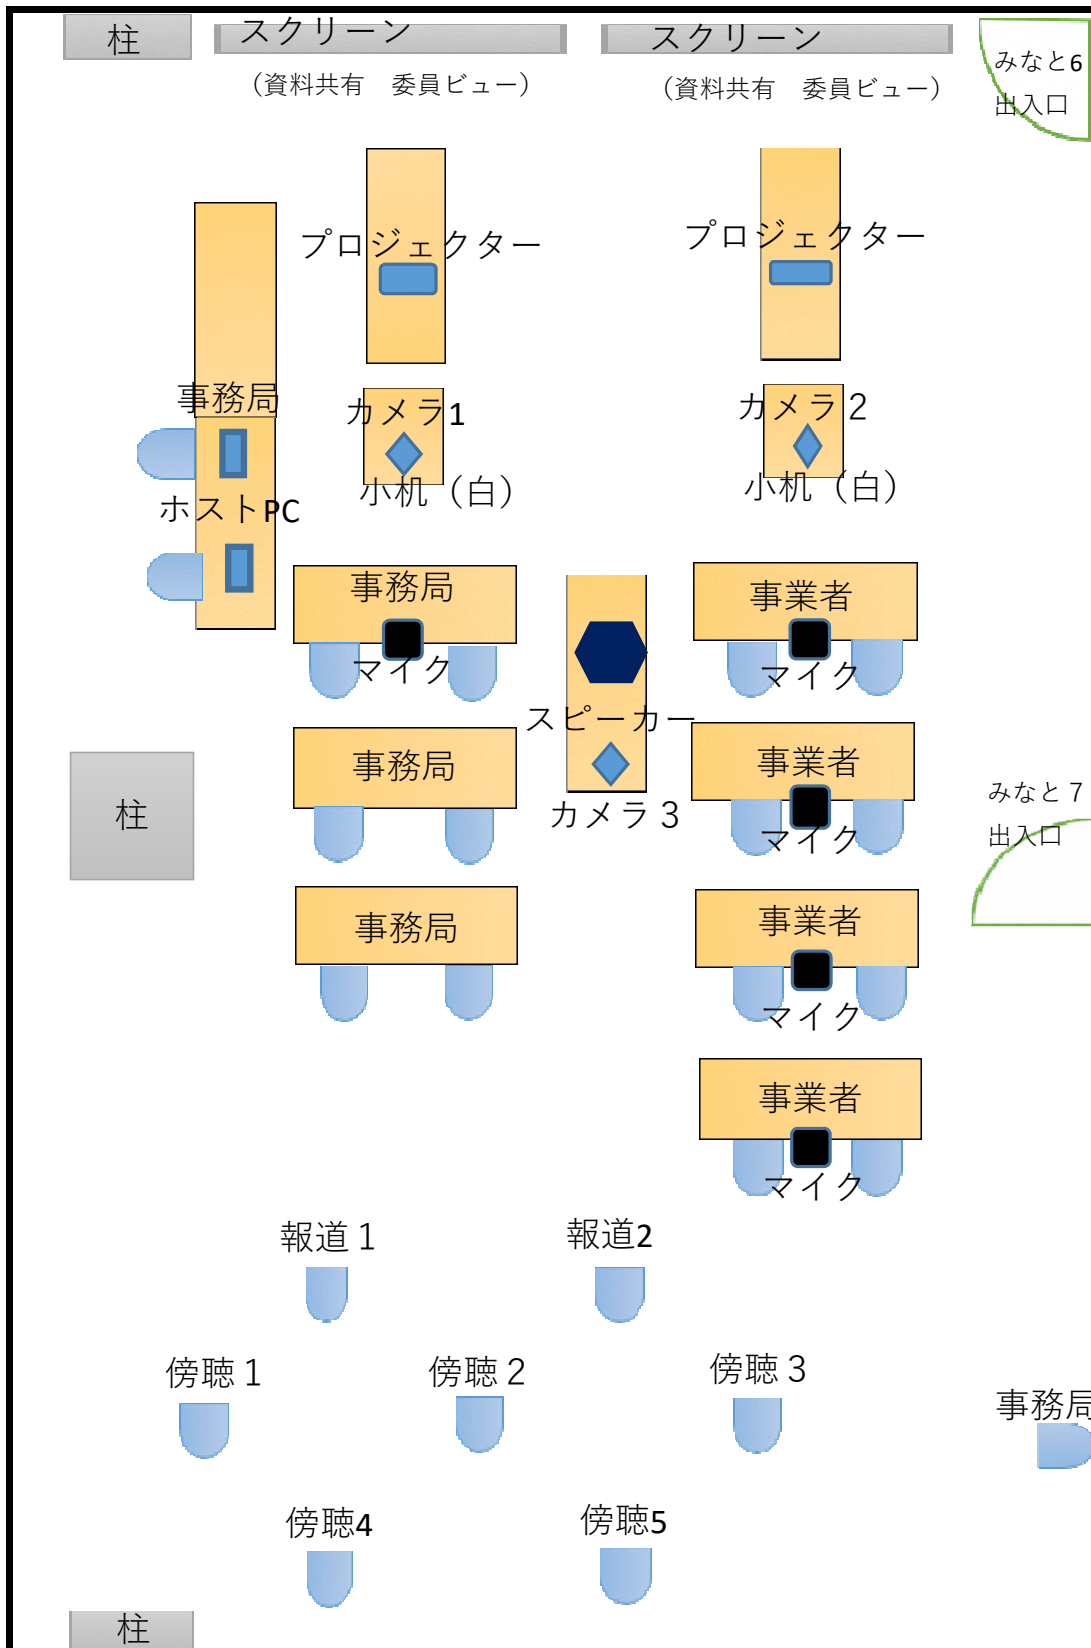 柱
スクリーン
スクリーン
（資料共有　委員ビュー）
（資料共有　委員ビュー）
みなと6
出入口
プロジェクター
プロジェクター
事務局
カメラ1
カメラ２
小机（白）
小机（白）
ホストPC
事務局
マイク
事業者
マイク
スピーカー
カメラ３
事務局
事業者
マイク
柱
みなと７
出入口
事務局
事業者
マイク
事業者
マイク
報道１
報道2
傍聴１
傍聴２
傍聴３
事務局
傍聴4
傍聴5
柱